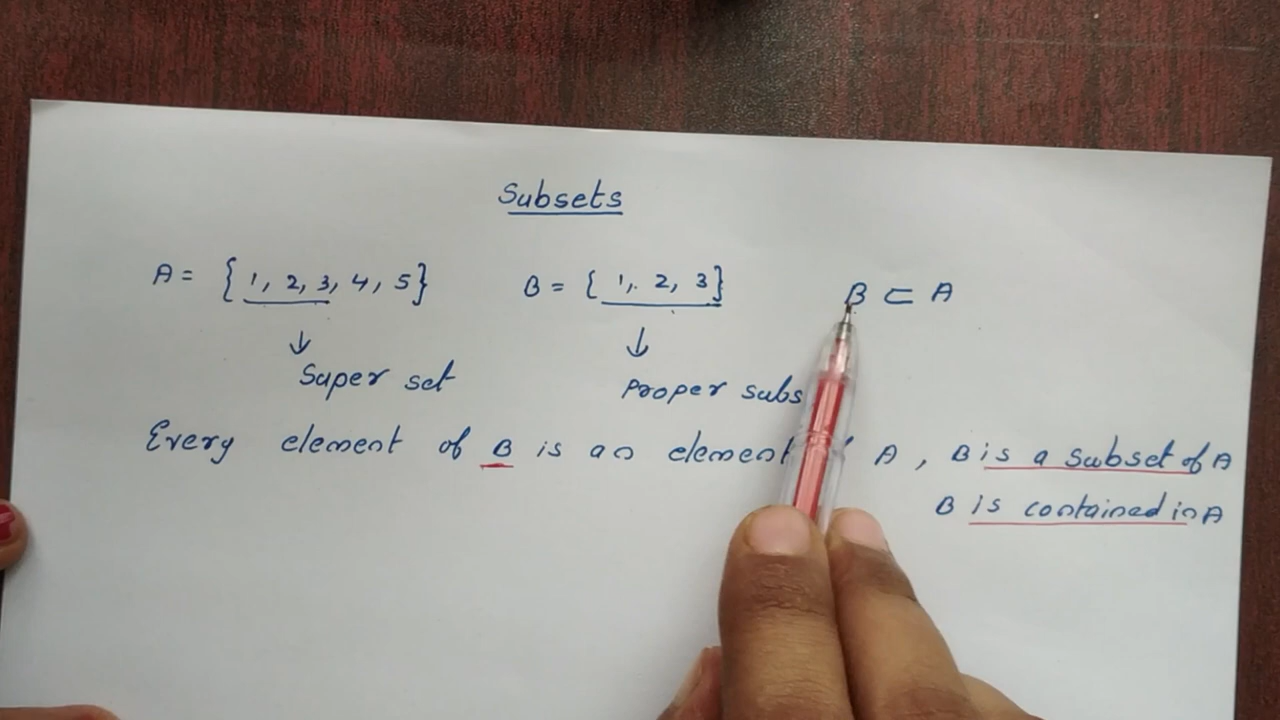 Subsets
A = { 1, 2, 3, 4, 5} B = { 1, 2, 3} B ⊂ A
↓ ↓
Super set Proper subs
Every element of B is an element A , B is a subset of A
B is contained in A